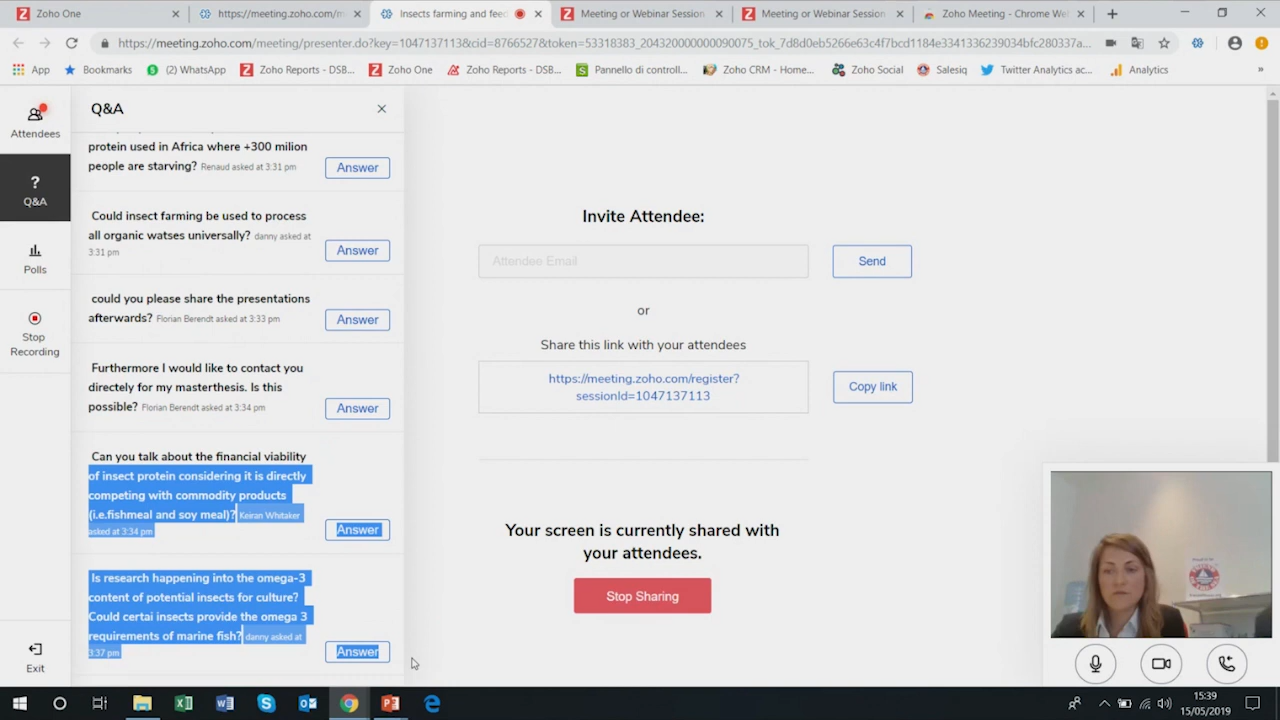 Zoho One
https://meeting.zoho.com/m
Insects farming and feed
Meeting or Webinar Session
Meeting or Webinar Session
Zoho Meeting - Chrome Web
https://meeting.zoho.com/meeting/presenter.do?key=1047137113&cid=8766527&token=53318383_204320000000090075_tok_7d8d0eb5266e63c4f7bcd1184e3341336239034bfc280337a...
App
Bookmarks
(2) WhatsApp
Zoho Reports - DSB...
Zoho One
Zoho Reports - DSB...
Pannello di controll...
Zoho CRM - Home...
Zoho Social
Salesiq
Twitter Analytics ac...
Analytics
»
Attendees
?
Q&A
Polls
Stop
Recording
Exit
Q&A
protein used in Africa where +300 milion
people are starving? Renaud asked at 3:31 pm
Answer
Could insect farming be used to process
all organic watses universally? danny asked at
3:31 pm
Answer
could you please share the presentations
afterwards? Florian Berendt asked at 3:33 pm
Answer
Furthermore I would like to contact you
directely for my masterthesis. Is this
possible? Florian Berendt asked at 3:34 pm
Answer
Can you talk about the financial viability
of insect protein considering it is directly
competing with commodity products
(i.e.fishmeal and soy meal)? Keiran Whitaker
asked at 3:34 pm
Answer
Is research happening into the omega-3
content of potential insects for culture?
Could certai insects provide the omega 3
requirements of marine fish? danny asked at
3:37 pm
Answer
Invite Attendee:
Attendee Email
Send
or
Share this link with your attendees
https://meeting.zoho.com/register?
sessionId=1047137113
Copy link
Your screen is currently shared with
your attendees.
Stop Sharing
15:39
15/05/2019